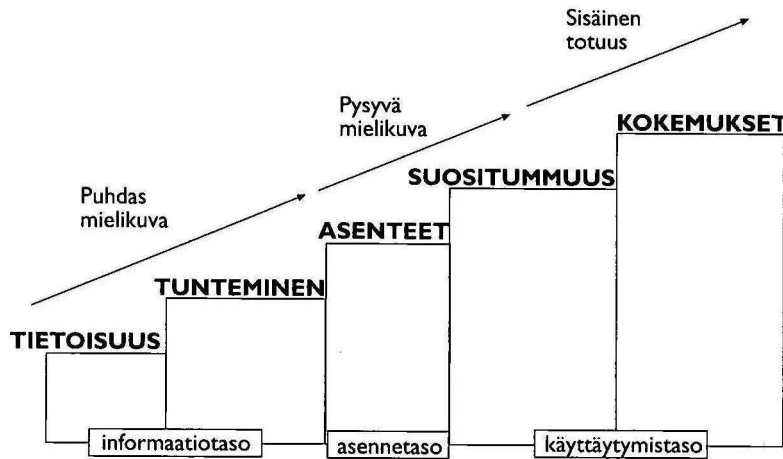 Sisäinen
totuus
Pysyvä
mielikuva
KOKEMUKSET
Puhdas
mielikuva
SUOSITUMMUUS
ASENTEET
TUNTEMINEN
TIETOISUUS
informaatiotaso
asennetaso
käyttäytymistaso